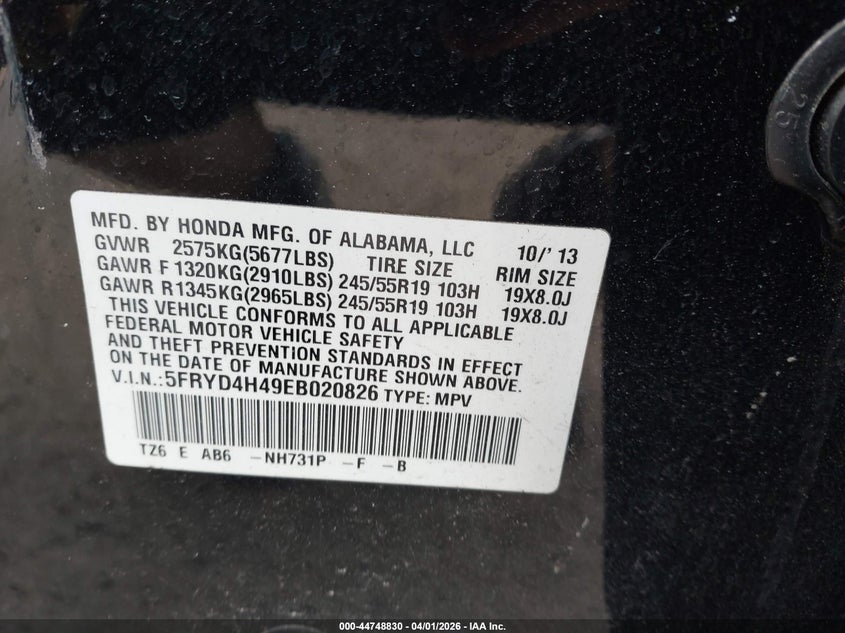 25
MFD. BY HONDA MFG. OF ALABAMA, LLC 10/' 13
GVWR 2575KG(5677LBS) TIRE SIZE RIM SIZE
GAWR F 1320KG(2910LBS) 245/55R19 103H 19X8.0J
GAWR R1345KG(2965LBS) 245/55R19 103H 19X8.0J
THIS VEHICLE CONFORMS TO ALL APPLICABLE
FEDERAL MOTOR VEHICLE SAFETY
AND THEFT PREVENTION STANDARDS IN EFFECT
ON THE DATE OF MANUFACTURE SHOWN ABOVE.
V.I.N.:5FRYD4H49EB020826 TYPE: MPV
TZ6 E AB6 -NH731P -F -B
000-44748830 - 04/01/2026 - IAA Inc.